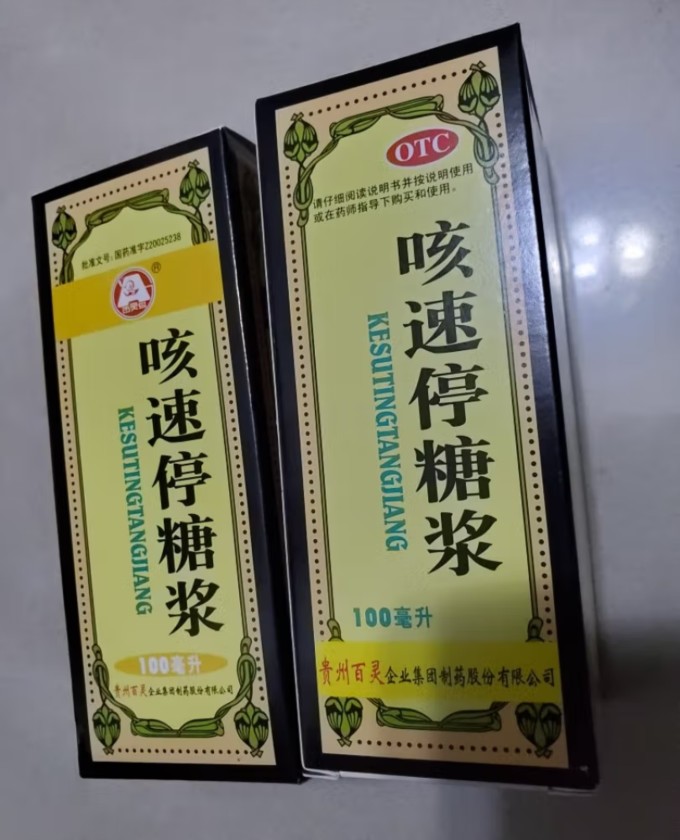 批准文号:国药准字Z20025238
®
咳速停糖浆
KESUTINGTANGJIANG
100毫升
贵州百灵企业集团制药股份有限公司
OTC
请仔细阅读说明书并按说明使用
或在药师指导下购买和使用。
咳速停糖浆
KESUTINGTANGJIANG
100毫升
贵州百灵企业集团制药股份有限公司